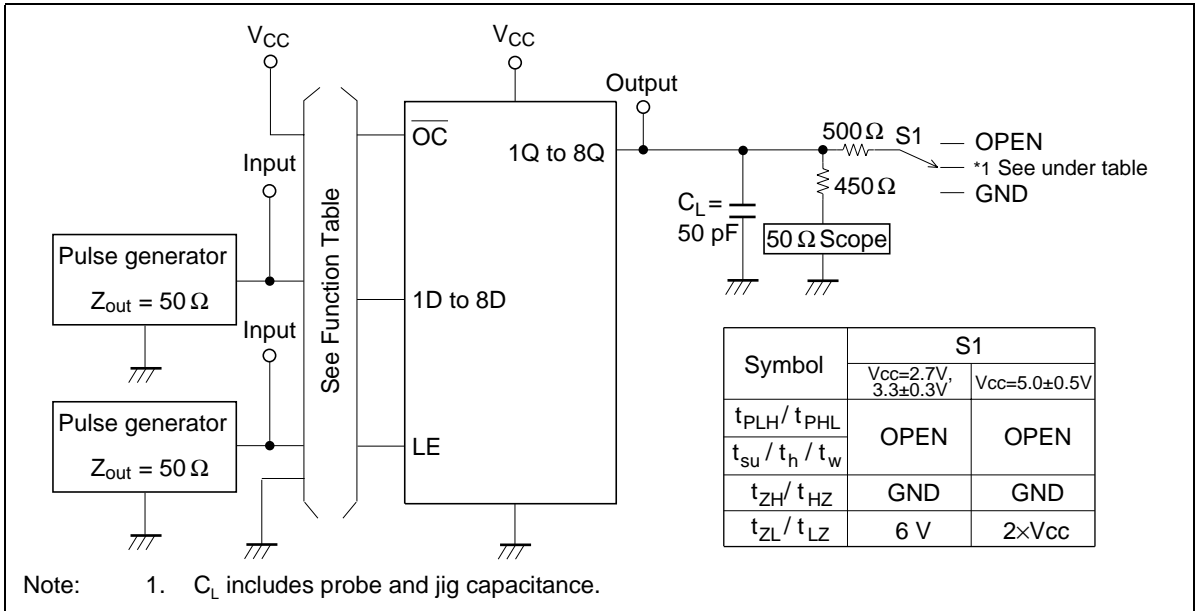 VCC
VCC
Output
OC
1Q to 8Q
500Ω S1
OPEN
*1 See under table
GND
Input
450Ω
CL =
50 pF
50 Ω Scope
See Function Table
Pulse generator
Zout = 50 Ω
1D to 8D
Input
Pulse generator
Zout = 50 Ω
LE
Symbol
S1
Vcc=2.7V,
3.3±0.3V
Vcc=5.0±0.5V
tPLH/ tPHL
OPEN
OPEN
tsu / th / tw
tZH/ tHZ
GND
GND
tZL/ tLZ
6 V
2×Vcc
Note: 1. CL includes probe and jig capacitance.